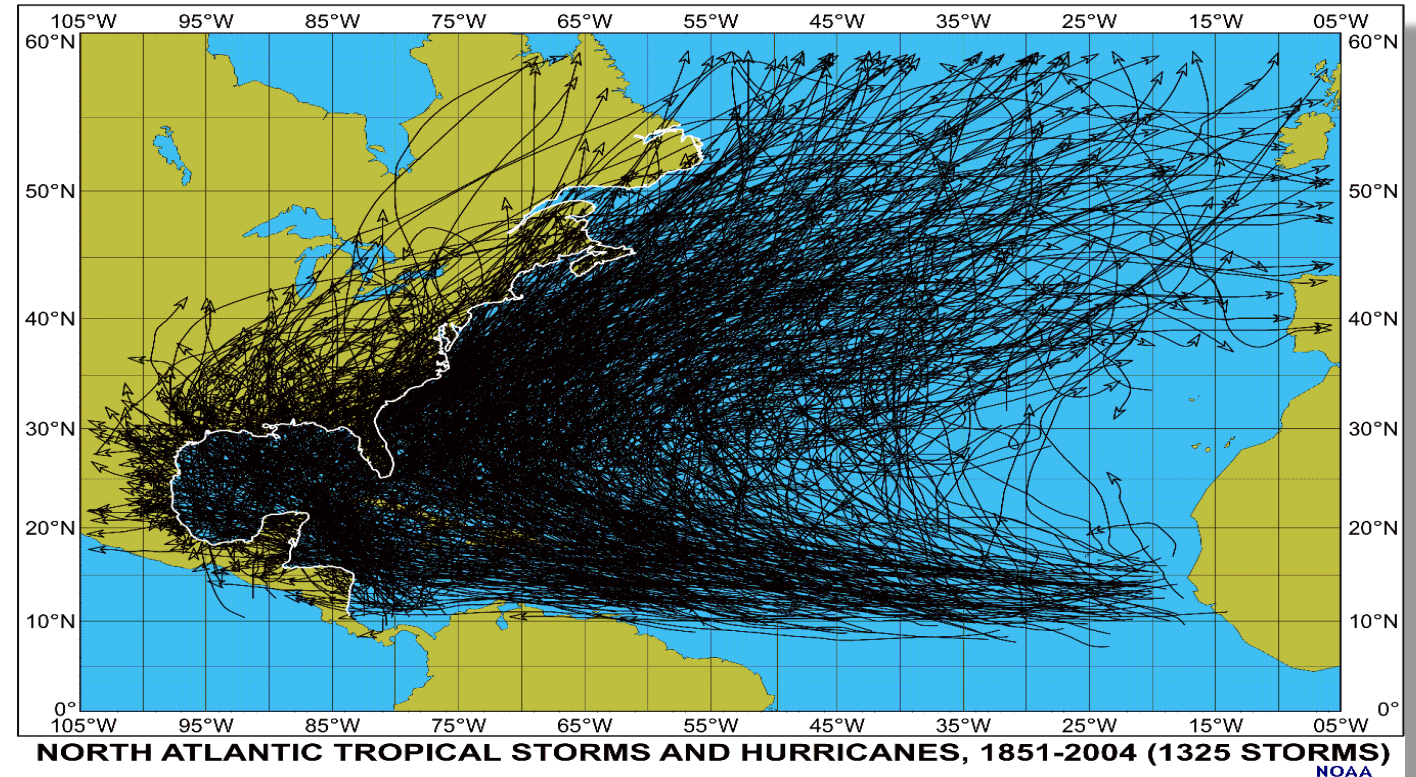 105°W 95°W 85°W 75°W 65°W 55°W 45°W 35°W 25°W 15°W 05°W
60°N 60°N
50°N 50°N
40°N 40°N
30°N 30°N
20°N 20°N
10°N 10°N
0° 0°
105°W 95°W 85°W 75°W 65°W 55°W 45°W 35°W 25°W 15°W 05°W
NORTH ATLANTIC TROPICAL STORMS AND HURRICANES, 1851-2004 (1325 STORMS)
NOAA